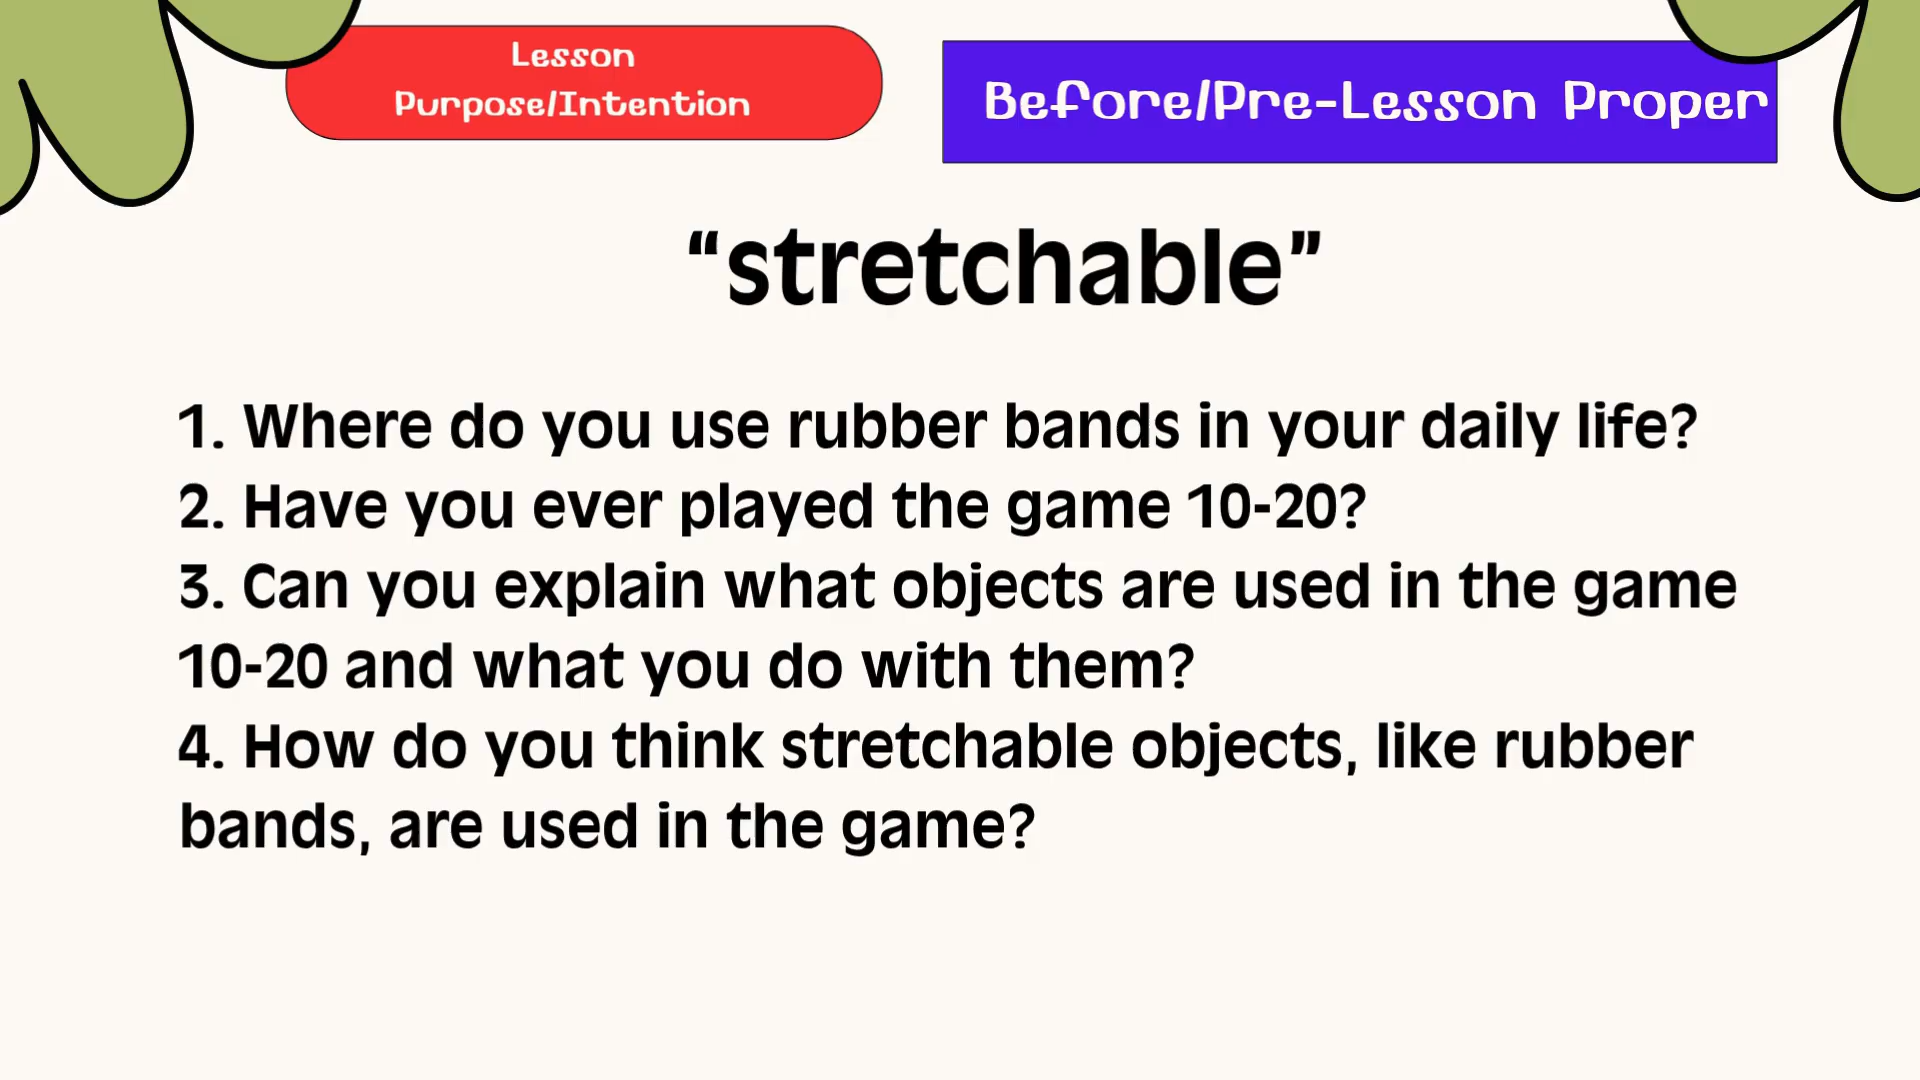 Lesson
Purpose/Intention
Before/Pre-Lesson Proper
“stretchable”
1. Where do you use rubber bands in your daily life?
2. Have you ever played the game 10-20?
3. Can you explain what objects are used in the game
10-20 and what you do with them?
4. How do you think stretchable objects, like rubber
bands, are used in the game?